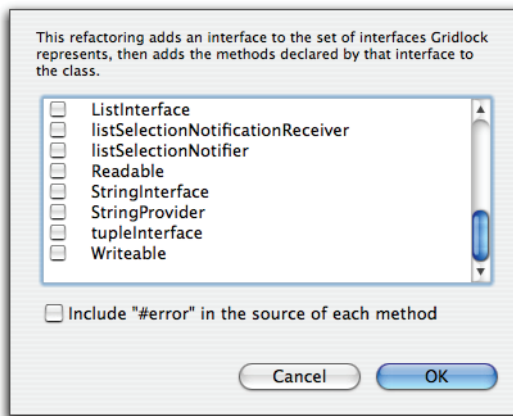 This refactoring adds an interface to the set of interfaces Gridlock
represents, then adds the methods declared by that interface to
the class.
ListInterface
listSelectionNotificationReceiver
listSelectionNotifier
Readable
StringInterface
StringProvider
tupleInterface
Writeable
Include "#error" in the source of each method
Cancel
OK